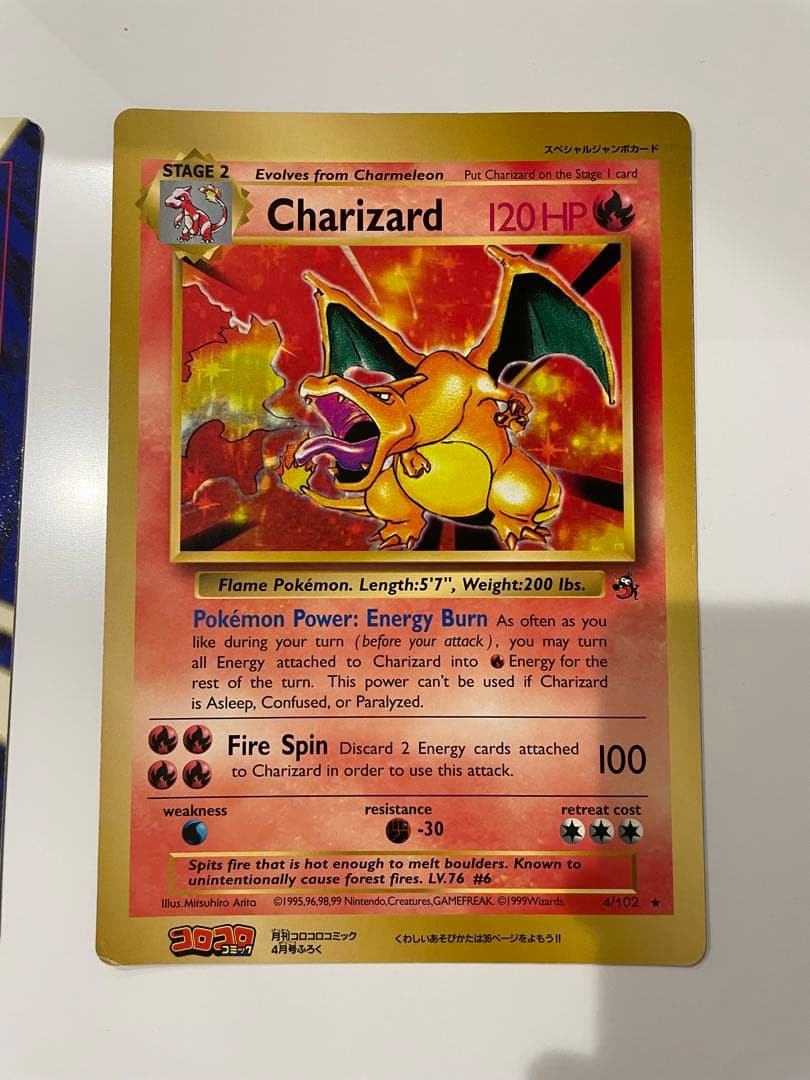 スペシャルジャンボカード
STAGE 2 Evolves from Charmeleon Put Charizard on the Stage 1 card
Charizard 120 HP
Flame Pokémon. Length:5'7", Weight:200 lbs.
Pokémon Power: Energy Burn As often as you
like during your turn (before your attack), you may turn
all Energy attached to Charizard into Energy for the
rest of the turn. This power can't be used if Charizard
is Asleep, Confused, or Paralyzed.
Fire Spin Discard 2 Energy cards attached 100
to Charizard in order to use this attack.
weakness resistance retreat cost
-30
Spits fire that is hot enough to melt boulders. Known to
unintentionally cause forest fires. LV.76 #6
Illus. Mitsuhiro Arita ©1995,96,98,99 Nintendo,Creatures,GAMEFREAK. ©1999Wizards. 4/102 ★
コロコロ
コミック
月刊コロコロコミック
4月号ふろく
くわしいあそびかたは36ページをよもう!!